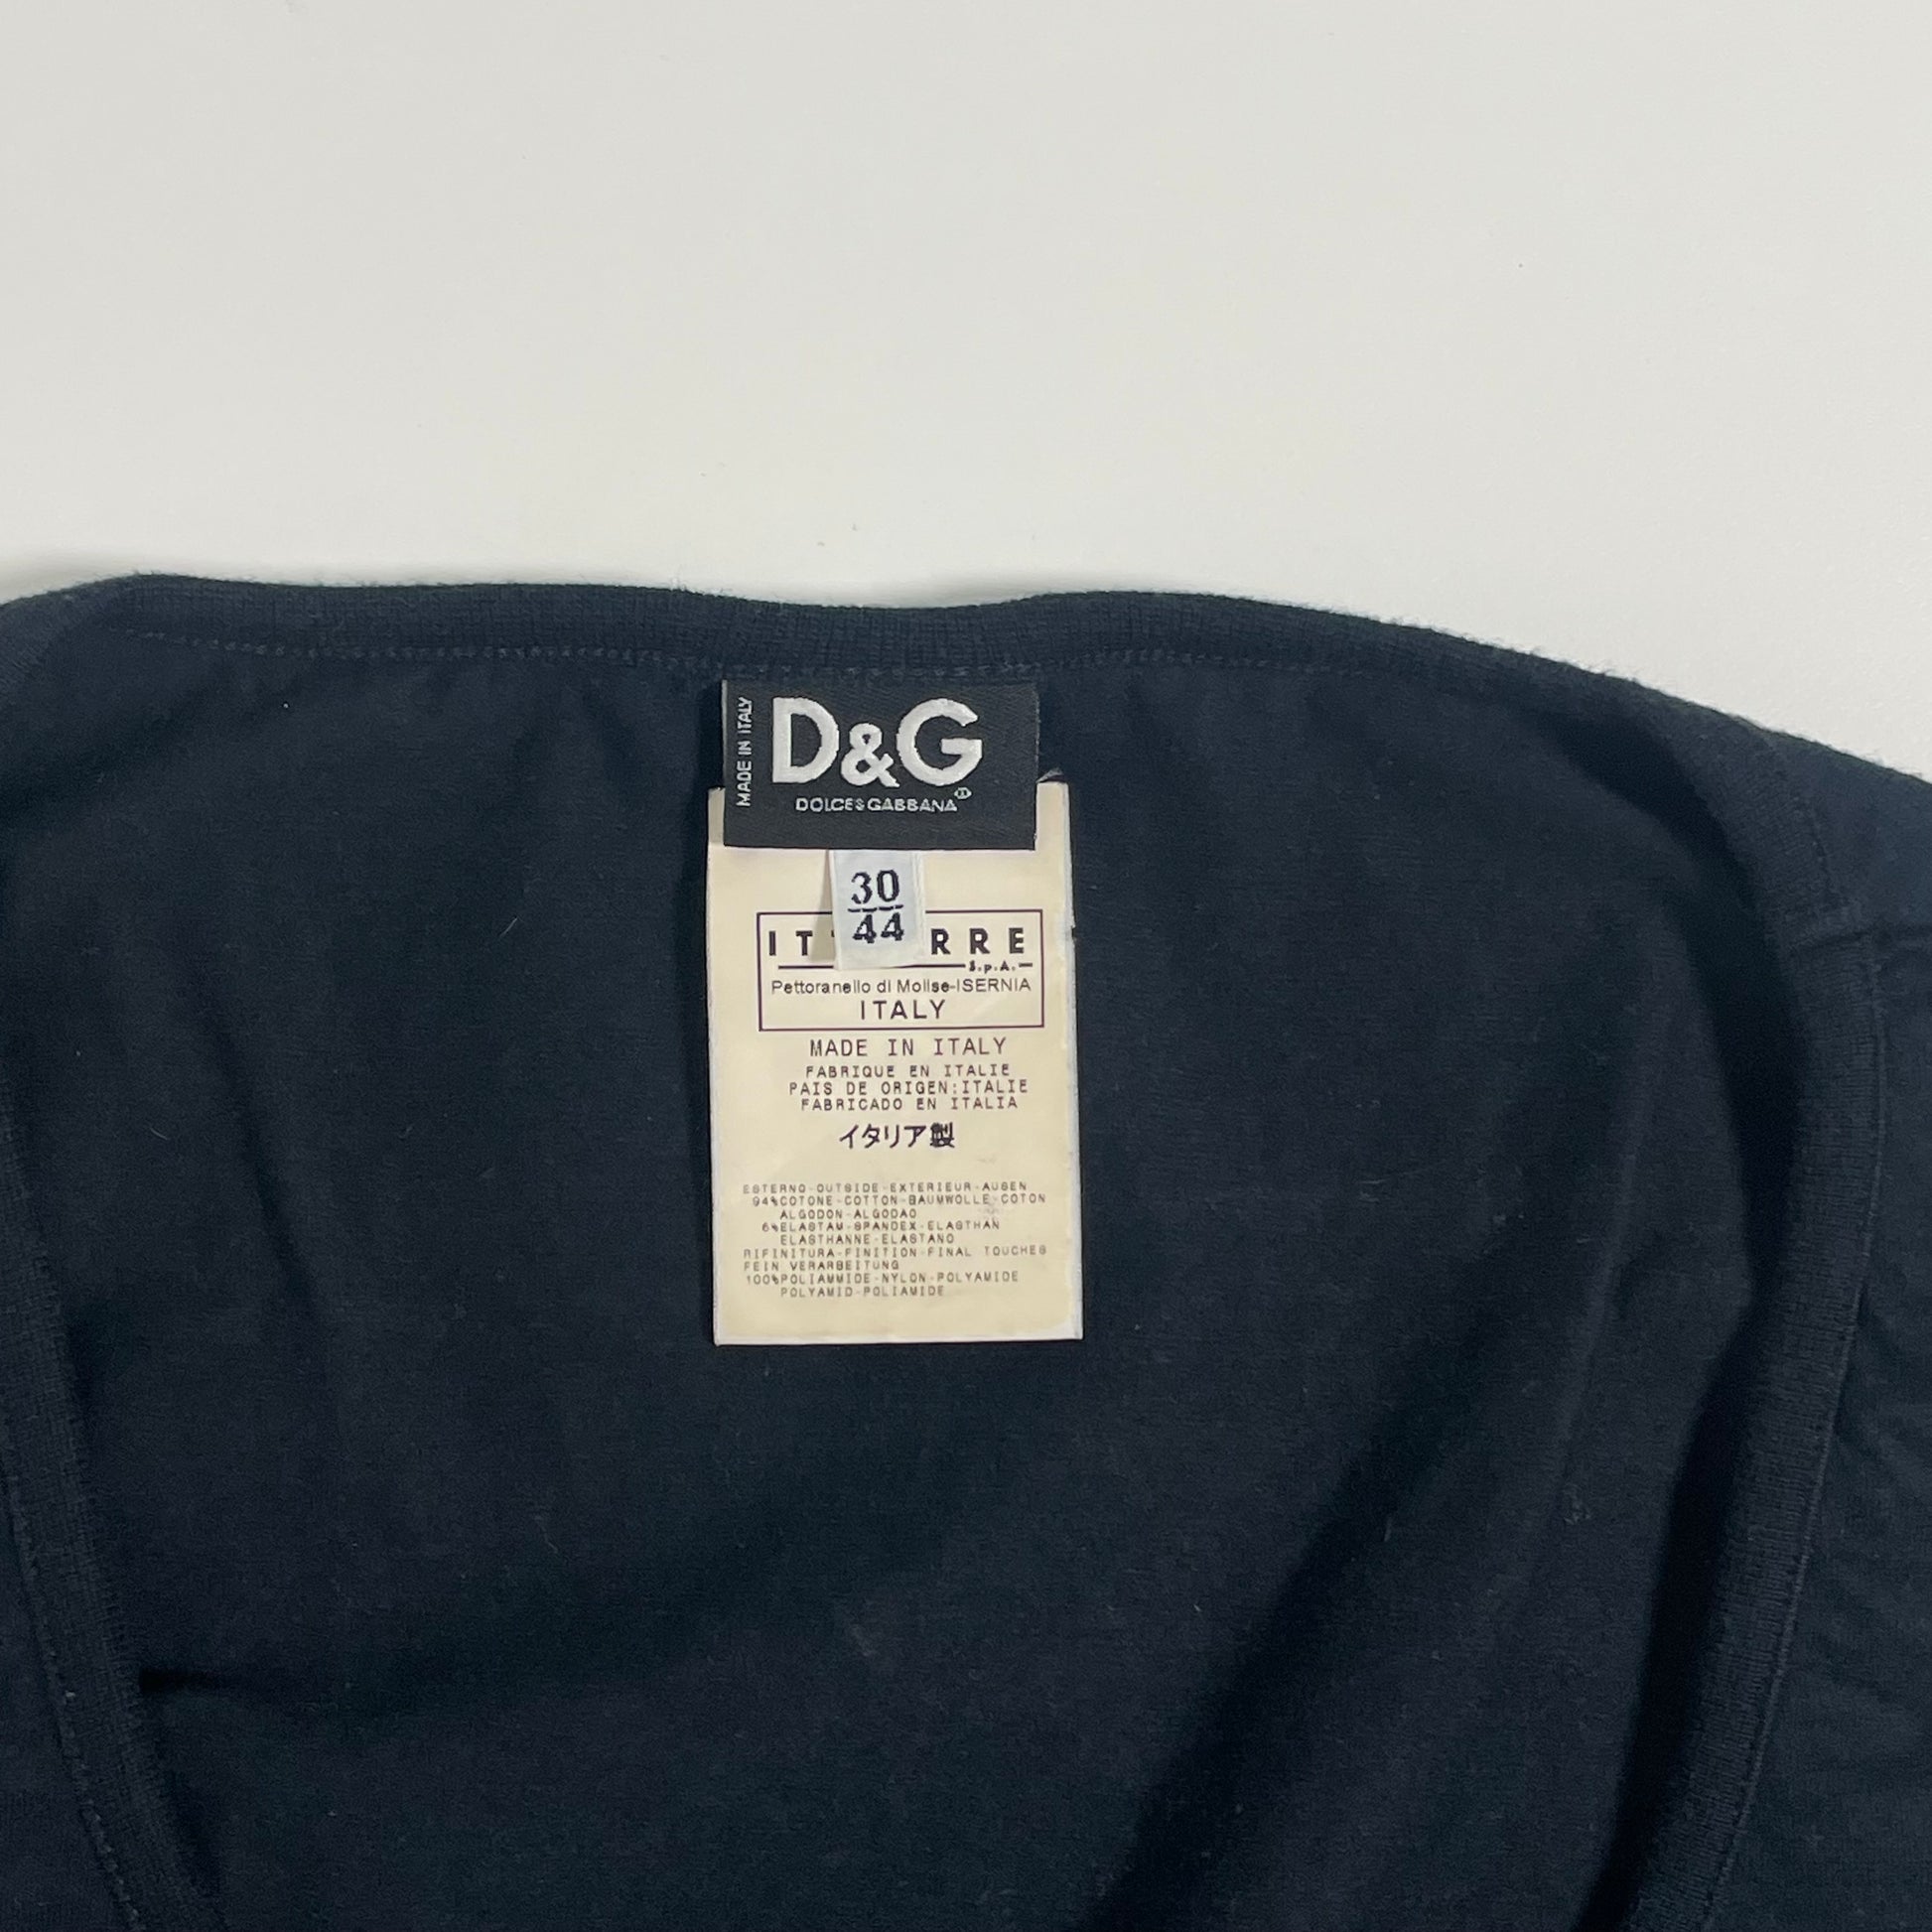 MADE IN ITALY
D&G
DOLCE&GABBANA
30
44
IT RRE
S.p.A.
Pettoranello di Molise-ISERNIA
ITALY
MADE IN ITALY
FABRIQUE EN ITALIE
PAIS DE ORIGEN:ITALIE
FABRICADO EN ITALIA
イタリア製
ESTERNO-OUTSIDE-EXTERIEUR-AUSEN
94%COTONE-COTTON-BAUMWOLLE-COTON
ALGODON-ALGODAO
6%ELASTAM-SPANDEX-ELASTHAN
ELASTHANNE-ELASTANO
RIFINITURA-FINITION-FINAL TOUCHES
FEIN VERARBEITUNG
100%POLIAMMIDE-NYLON-POLYAMIDE
POLYAMID-POLIAMIDE